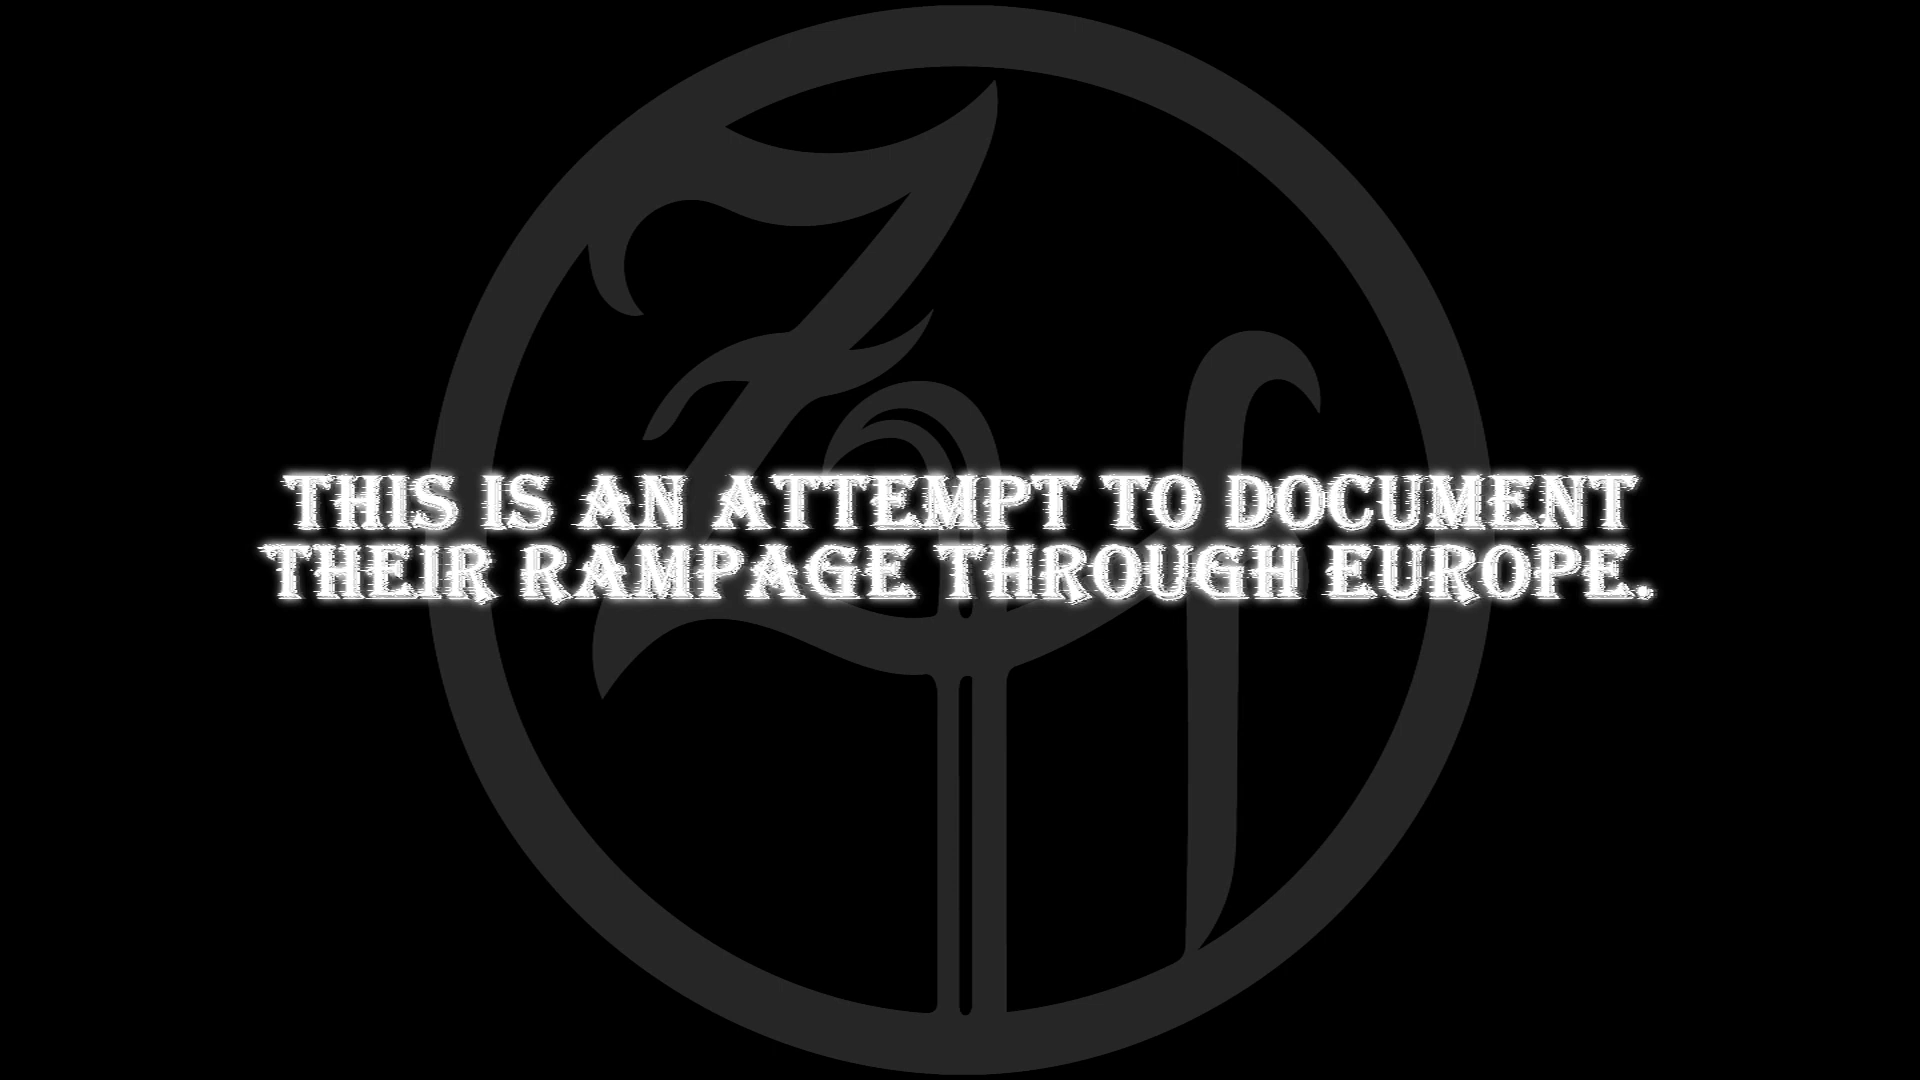 THIS IS AN ATTEMPT TO DOCUMENT
THEIR RAMPAGE THROUGH EUROPE.